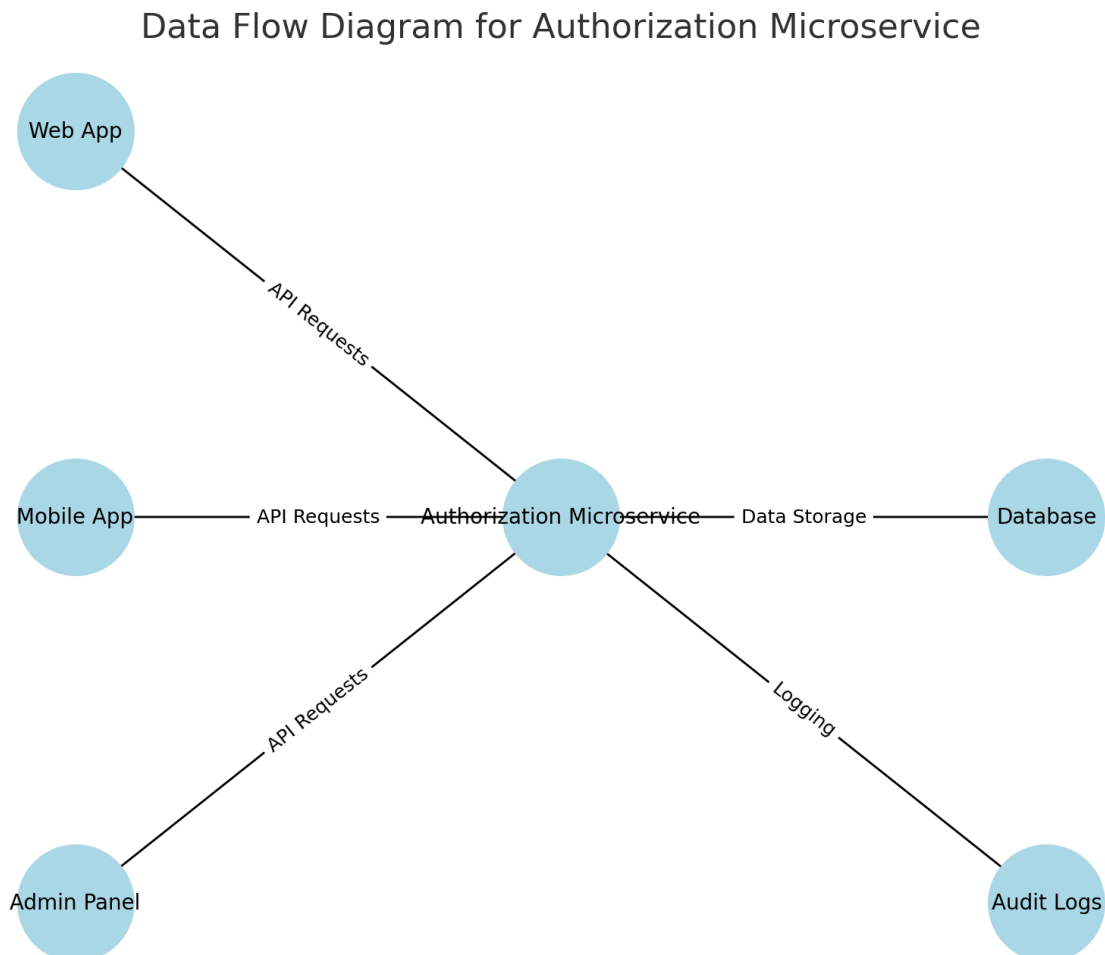 Data Flow Diagram for Authorization Microservice
Web App
API Requests
Mobile App
API Requests
Authorization Microservice
Data Storage
Database
API Requests
Logging
Admin Panel
Audit Logs